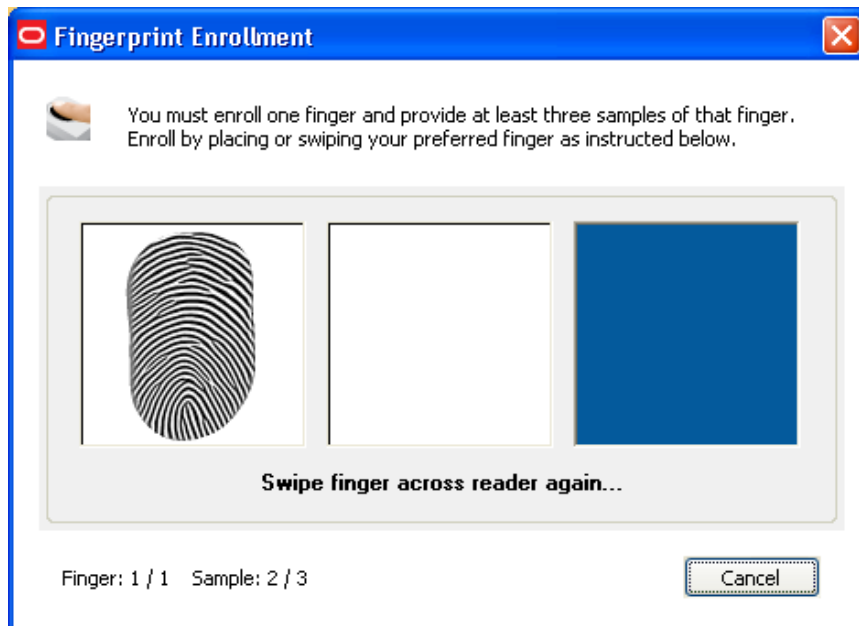 Fingerprint Enrollment
You must enroll one finger and provide at least three samples of that finger.
Enroll by placing or swiping your preferred finger as instructed below.
Swipe finger across reader again...
Finger: 1 / 1 Sample: 2 / 3
Cancel